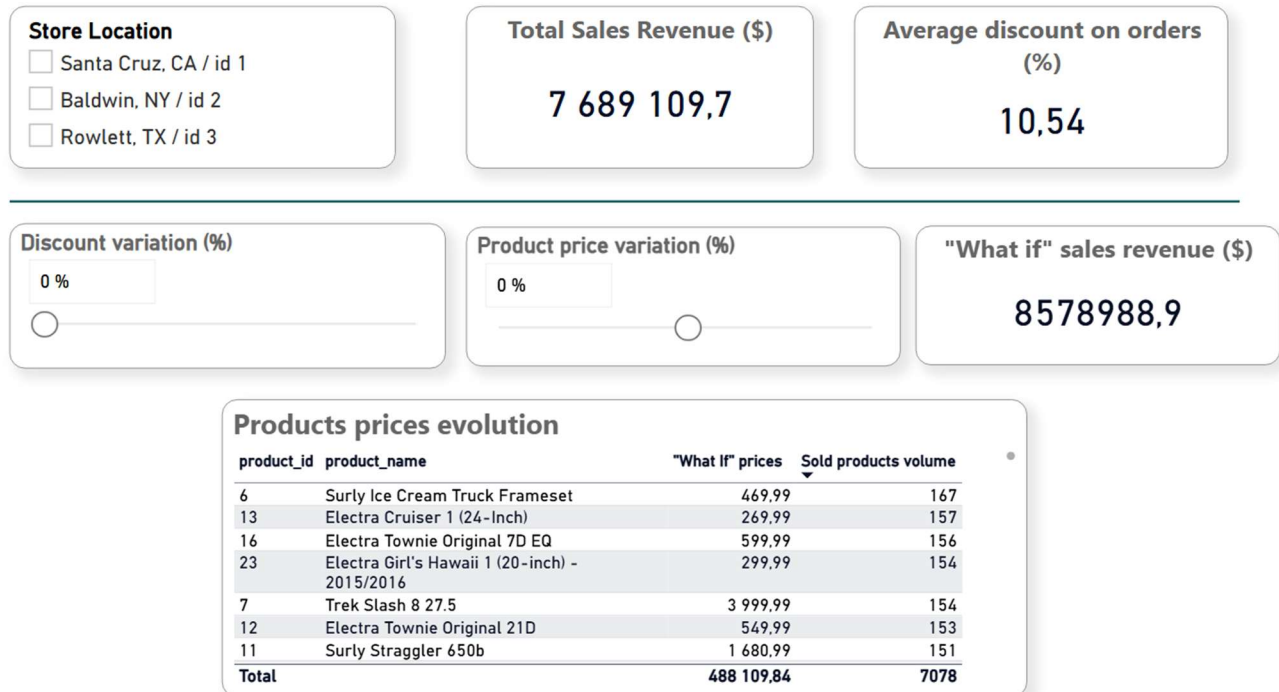 Store Location
Santa Cruz, CA / id 1
Baldwin, NY / id 2
Rowlett, TX / id 3
Total Sales Revenue ($)
7 689 109,7
Average discount on orders
(%)
10,54
Discount variation (%)
0 %
Product price variation (%)
0 %
"What if" sales revenue ($)
8578988,9
Products prices evolution
product_id product_name "What If" prices Sold products volume
6 Surly Ice Cream Truck Frameset 469,99 167
13 Electra Cruiser 1 (24-Inch) 269,99 157
16 Electra Townie Original 7D EQ 599,99 156
23 Electra Girl's Hawaii 1 (20-inch) - 299,99 154
2015/2016
7 Trek Slash 8 27.5 3 999,99 154
12 Electra Townie Original 21D 549,99 153
11 Surly Straggler 650b 1 680,99 151
Total 488 109,84 7078